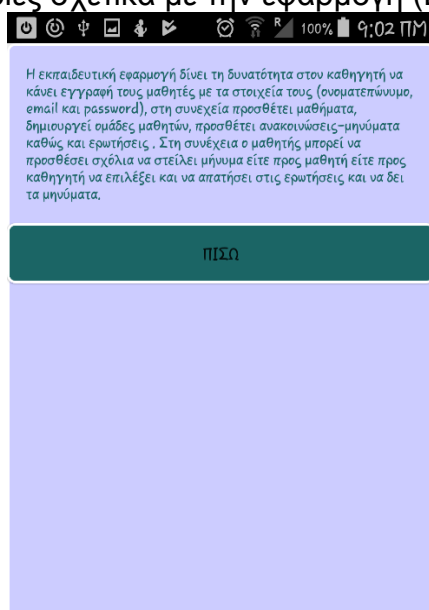 ίες σχετικά με την εφαρμογή (
R 100% 9:02 ΠΜ
Η εκπαιδευτική εφαρμογή δίνει τη δυνατότητα στον καθηγητή να
κάνει εγγραφή τους μαθητές με τα στοιχεία τους (ονοματεπώνυμο,
email και password), στη συνεχεία προσθέτει μαθήματα,
δημιουργεί ομάδες μαθητών, προσθέτει ανακοινώσεις-μηνύματα
καθώς και ερωτήσεις . Στη συνέχεια ο μαθητής μπορεί να
προσθέσει σχόλια να στείλει μήνυμα είτε προς μαθητή είτε προς
καθηγητή να επιλέξει και να απατήσει στις ερωτήσεις και να δει
τα μηνύματα.
ΠΙΣΩ